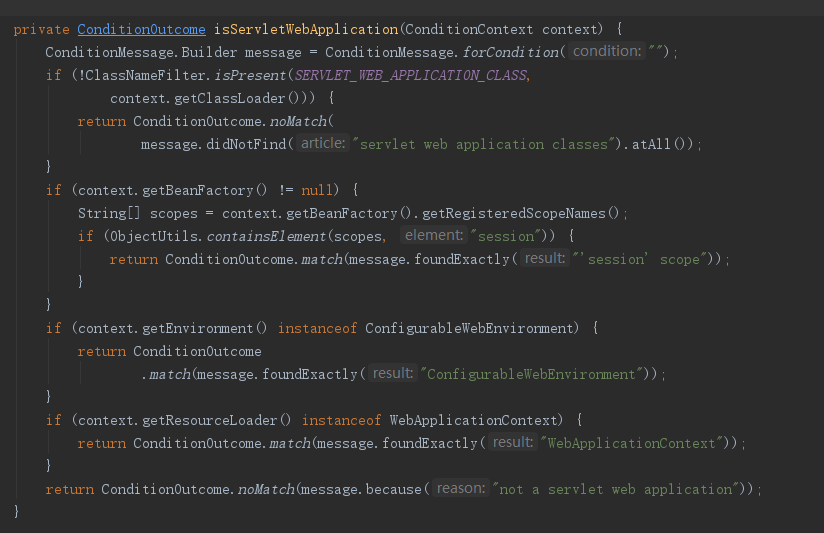 private ConditionOutcome isServletWebApplication(ConditionContext context) {
    ConditionMessage.Builder message = ConditionMessage.forCondition( condition: "");
    if (!ClassNameFilter.isPresent(SERVLET_WEB_APPLICATION_CLASS,
            context.getClassLoader())) {
        return ConditionOutcome.noMatch(
                message.didNotFind( article: "servlet web application classes").atAll());
    }
    if (context.getBeanFactory() != null) {
        String[] scopes = context.getBeanFactory().getRegisteredScopeNames();
        if (ObjectUtils.containsElement(scopes, element: "session")) {
            return ConditionOutcome.match(message.foundExactly( result: "'session' scope"));
        }
    }
    if (context.getEnvironment() instanceof ConfigurableWebEnvironment) {
        return ConditionOutcome
                .match(message.foundExactly( result: "ConfigurableWebEnvironment"));
    }
    if (context.getResourceLoader() instanceof WebApplicationContext) {
        return ConditionOutcome.match(message.foundExactly( result: "WebApplicationContext"));
    }
    return ConditionOutcome.noMatch(message.because( reason: "not a servlet web application"));
}